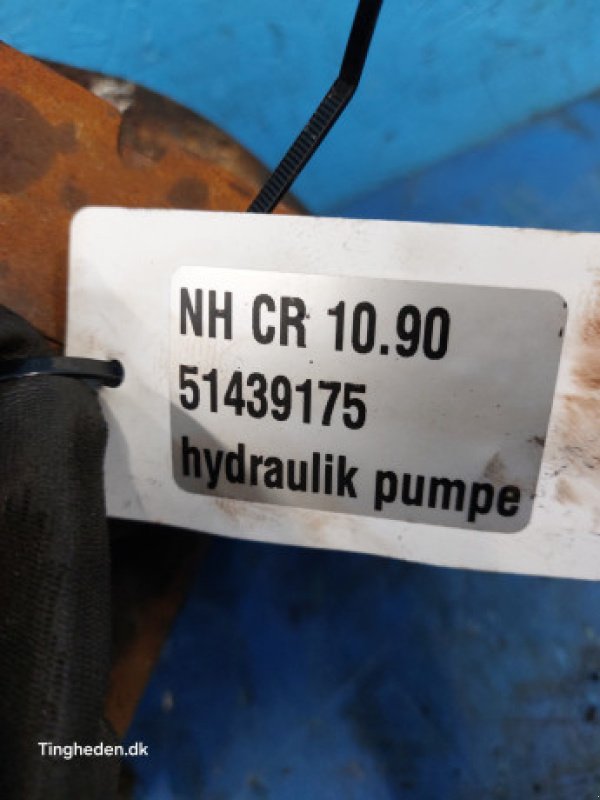 NH CR 10.90
51439175
hydraulik pumpe
Tingheden.dk